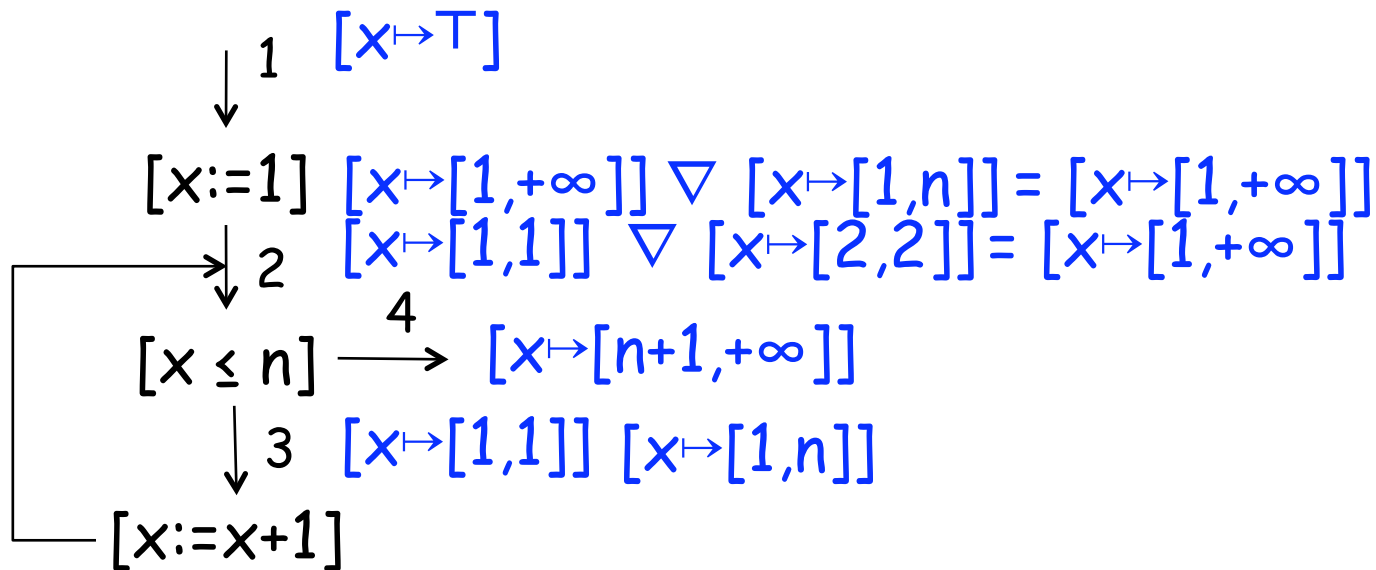 1 [x↦⊤]
[x:=1] [x↦[1,+∞]] ▽ [x↦[1,n]] = [x↦[1,+∞]]
[x↦[1,1]] ▽ [x↦[2,2]] = [x↦[1,+∞]]
2
4
[x ≤ n] [x↦[n+1,+∞]]
3 [x↦[1,1]] [x↦[1,n]]
[x:=x+1]